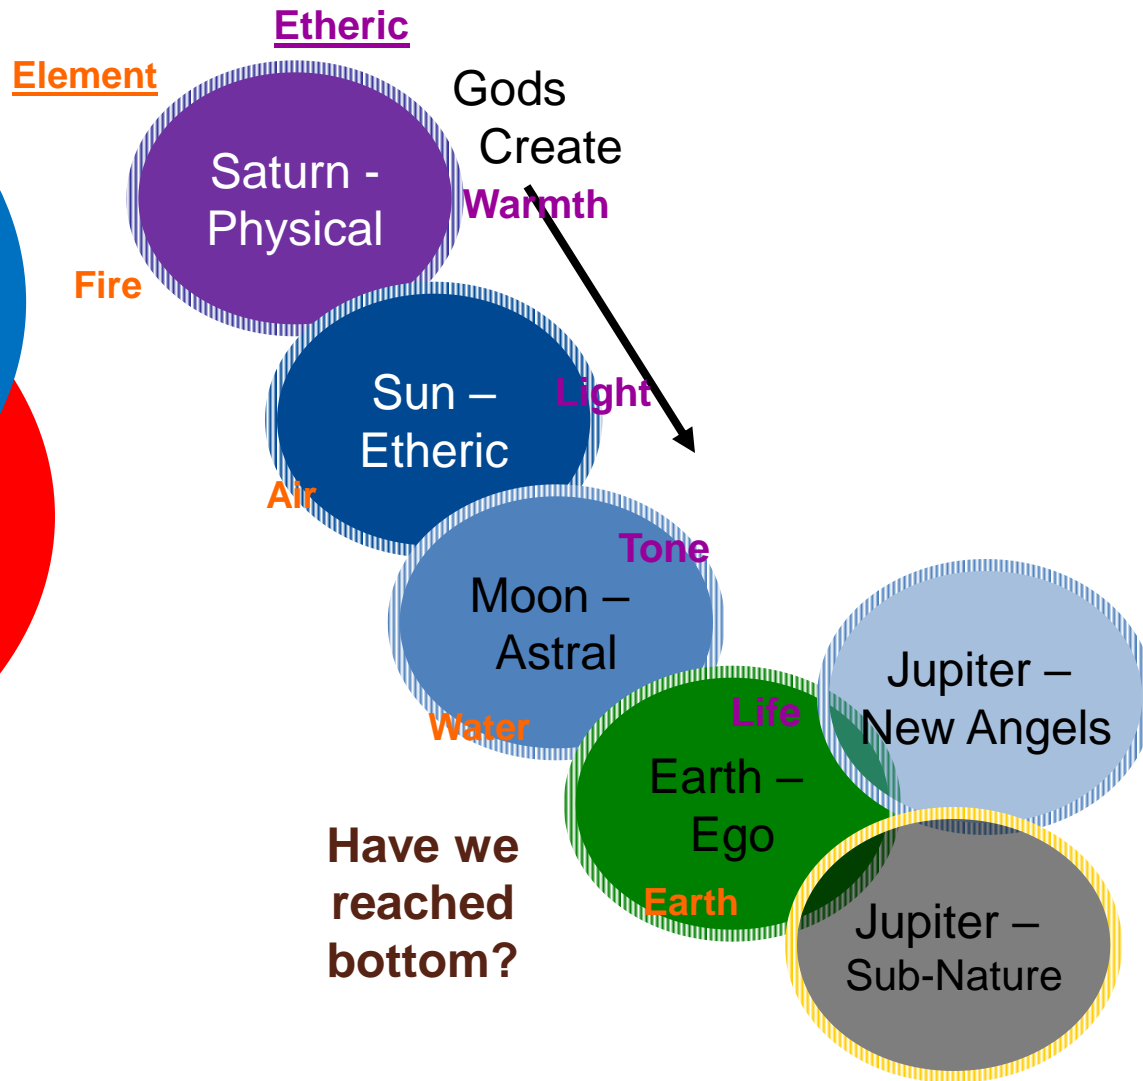 Etheric
Element
Gods
Create
Saturn -
Physical
Warmth
Fire
Sun –
Etheric
Light
Air
Tone
Moon –
Astral
Water
Life
Jupiter –
New Angels
Earth –
Ego
Earth
Have we
reached
bottom?
Jupiter –
Sub-Nature